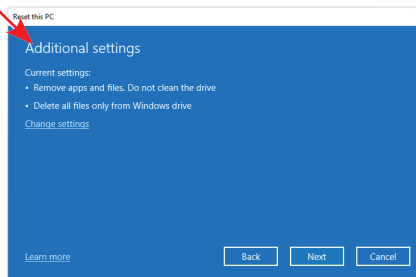 Reset this PC
Additional settings
Current settings:
• Remove apps and files. Do not clean the drive
• Delete all files only from Windows drive
Change settings
Learn more
Back
Next
Cancel